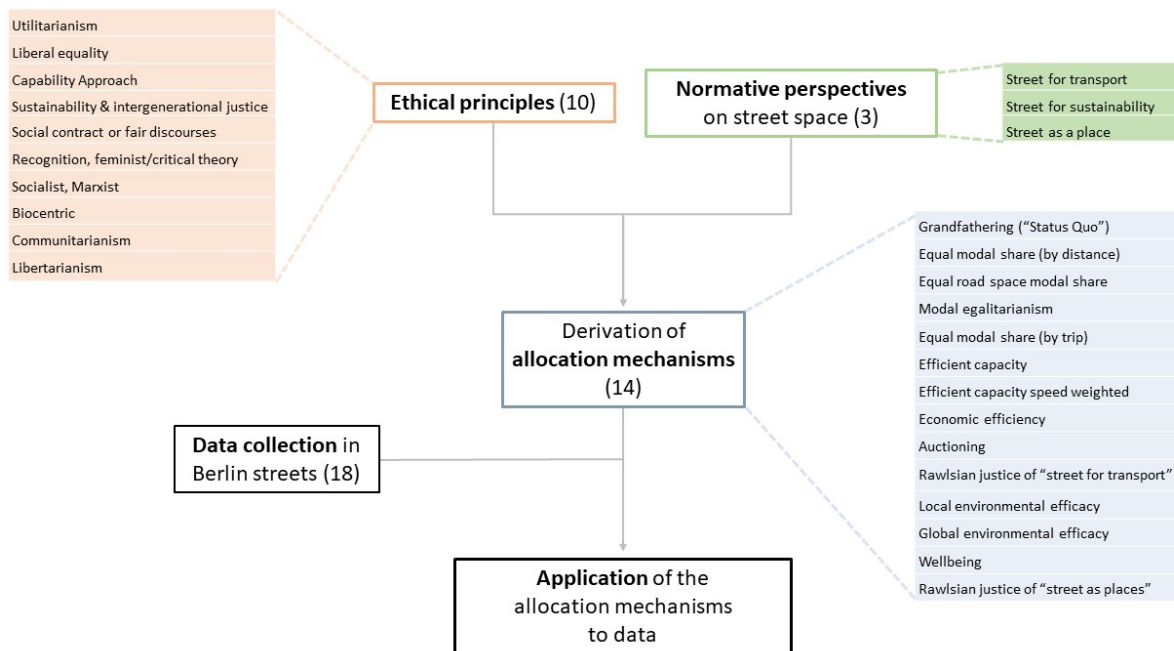 Utilitarianism
Liberal equality
Capability Approach
Sustainability & intergenerational justice
Social contract or fair discourses
Recognition, feminist/critical theory
Socialist, Marxist
Biocentric
Communitarianism
Libertarianism
Ethical principles (10)
Normative perspectives
on street space (3)
Street for transport
Street for sustainability
Street as a place
Derivation of
allocation mechanisms
(14)
Grandfathering (“Status Quo”)
Equal modal share (by distance)
Equal road space modal share
Modal egalitarianism
Equal modal share (by trip)
Efficient capacity
Efficient capacity speed weighted
Economic efficiency
Auctioning
Rawlsian justice of “street for transport”
Local environmental efficacy
Global environmental efficacy
Wellbeing
Rawlsian justice of “street as places”
Data collection in
Berlin streets (18)
Application of the
allocation mechanisms
to data